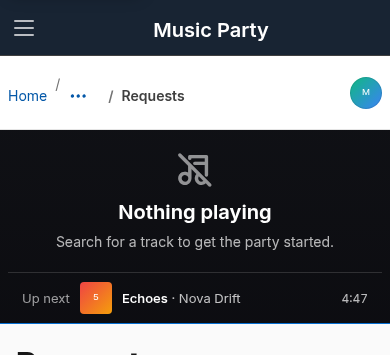 Music Party
Home / ••• / Requests
M
Nothing playing
Search for a track to get the party started.
Up next 5 Echoes · Nova Drift 4:47